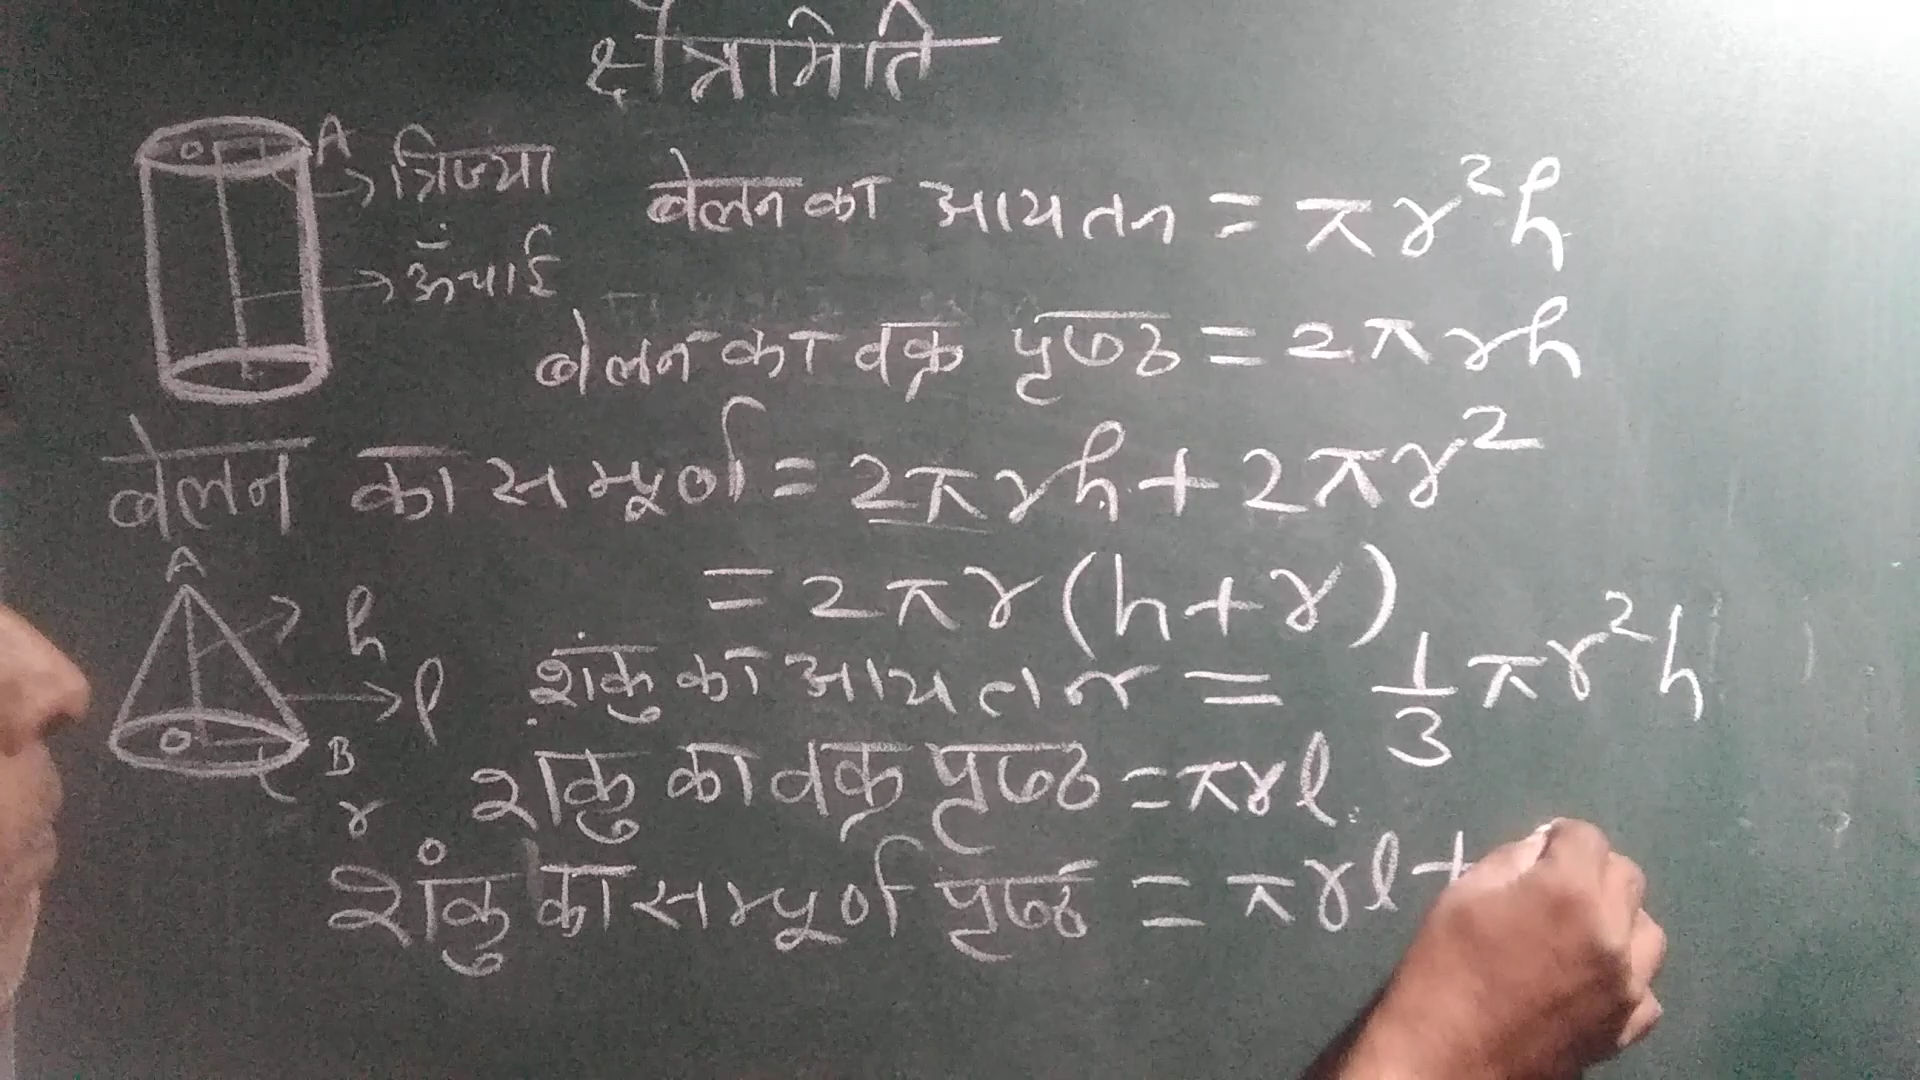 क्षेत्रामिति
A
त्रिज्या
O
ऊंचाई
बेलन का आयतन = πr²h
बेलन का वक्र पृष्ठ = 2πrh
बेलन का सम्पूर्ण = 2πrh + 2πr²
= 2πr (h+r)
A
h
l
O
B
r
शंकु का आयतन = 1/3 πr²h
शंकु का वक्र पृष्ठ = πrl
शंकु का सम्पूर्ण पृष्ठ = πrl +